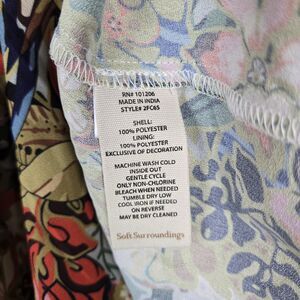 RN# 101206
MADE IN INDIA
STYLE# 2FC65
SHELL:
100% POLYESTER
LINING:
100% POLYESTER
EXCLUSIVE OF DECORATION
MACHINE WASH COLD
INSIDE OUT
GENTLE CYCLE
ONLY NON-CHLORINE
BLEACH WHEN NEEDED
TUMBLE DRY LOW
COOL IRON IF NEEDED
ON REVERSE
MAY BE DRY CLEANED
Soft Surroundings